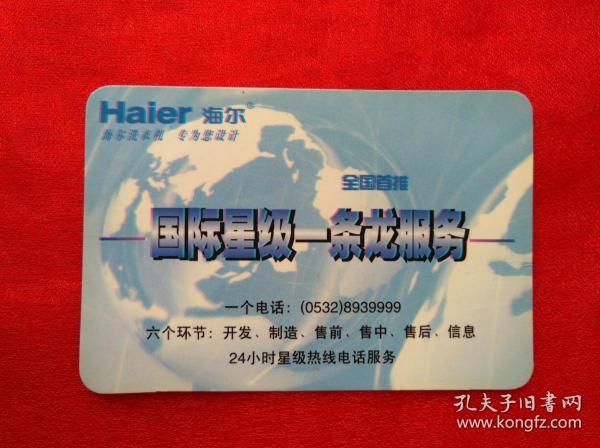 Haier 海尔®
海尔洗衣机 专为您设计
全国首推
国际星级一条龙服务
一个电话：(0532)8939999
六个环节：开发、制造、售前、售中、售后、信息
24小时星级热线电话服务
孔夫子旧书网
www.kongfz.com